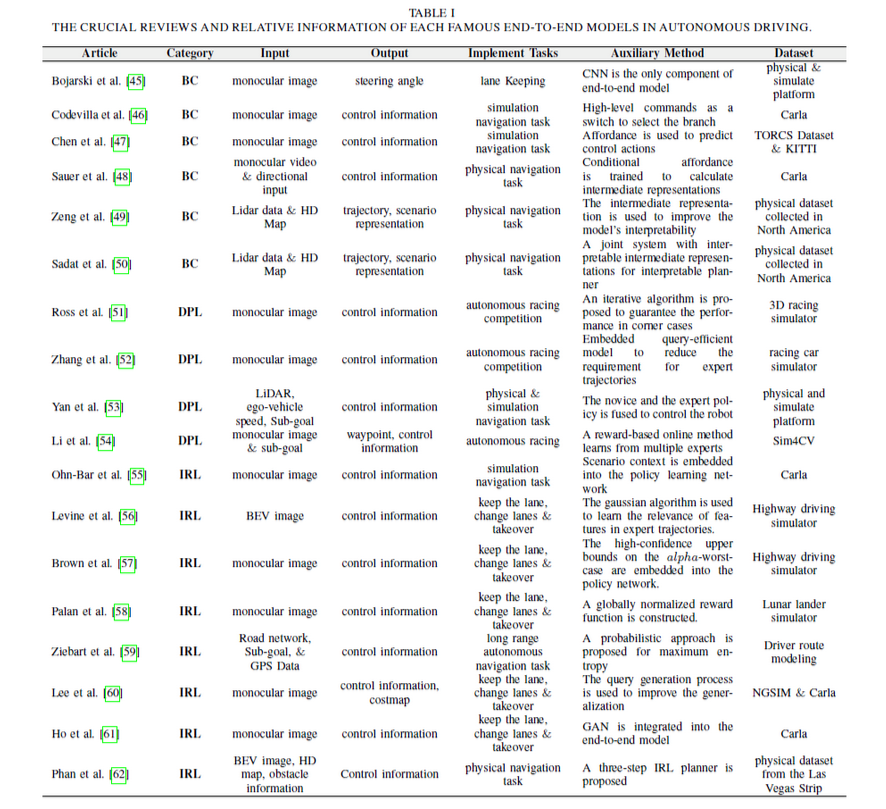 TABLE I
THE CRUCIAL REVIEWS AND RELATIVE INFORMATION OF EACH FAMOUS END-TO-END MODELS IN AUTONOMOUS DRIVING.
Article Category Input Output Implement Tasks Auxiliary Method Dataset
Bojarski et al. [45] BC monocular image steering angle lane Keeping CNN is the only component of end-to-end model physical & simulate platform
Codevilla et al. [46] BC monocular image control information simulation navigation task High-level commands as a switch to select the branch Carla
Chen et al. [47] BC monocular image control information simulation navigation task Affordance is used to predict control actions TORCS Dataset & KITTI
Sauer et al. [48] BC monocular video & directional input control information physical navigation task Conditional affordance is trained to calculate intermediate representations Carla
Zeng et al. [49] BC Lidar data & HD Map trajectory, scenario representation physical navigation task The intermediate representa-tion is used to improve the model's interpretability physical dataset collected in North America
Sadat et al. [50] BC Lidar data & HD Map trajectory, scenario representation physical navigation task A joint system with inter-pretable intermediate represen-tations for interpretable plan-ner physical dataset collected in North America
Ross et al. [51] DPL monocular image control information autonomous racing competition An iterative algorithm is pro-posed to guarantee the perfor-mance in corner cases 3D racing simulator
Zhang et al. [52] DPL monocular image control information autonomous racing competition Embedded query-efficient model to reduce the requirement for expert trajectories racing car simulator
Yan et al. [53] DPL LiDAR, ego-vehicle speed, Sub-goal control information physical & simulation navigation task The novice and the expert pol-icy is fused to control the robot physical and simulate platform
Li et al. [54] DPL monocular image & sub-goal waypoint, control information autonomous racing A reward-based online method learns from multiple experts Sim4CV
Ohn-Bar et al. [55] IRL monocular image control information simulation navigation task Scenario context is embedded into the policy learning net-work Carla
Levine et al. [56] IRL BEV image control information keep the lane, change lanes & takeover The gaussian algorithm is used to learn the relevance of fea-tures in expert trajectories. Highway driving simulator
Brown et al. [57] IRL monocular image control information keep the lane, change lanes & takeover The high-confidence upper bounds on the alpha-worst-case are embedded into the policy network. Highway driving simulator
Palan et al. [58] IRL monocular image control information keep the lane, change lanes & takeover A globally normalized reward function is constructed. Lunar lander simulator
Ziebart et al. [59] IRL Road network, Sub-goal, & GPS Data control information long range autonomous navigation task A probabilistic approach is proposed for maximum en-tropy Driver route modeling
Lee et al. [60] IRL monocular image control information, costmap keep the lane, change lanes & takeover The query generation process is used to improve the gener-alization NGSIM & Carla
Ho et al. [61] IRL monocular image control information keep the lane, change lanes & takeover GAN is integrated into the end-to-end model Carla
Phan et al. [62] IRL BEV image, HD map, obstacle information Control information physical navigation task A three-step IRL planner is proposed physical dataset from the Las Vegas Strip